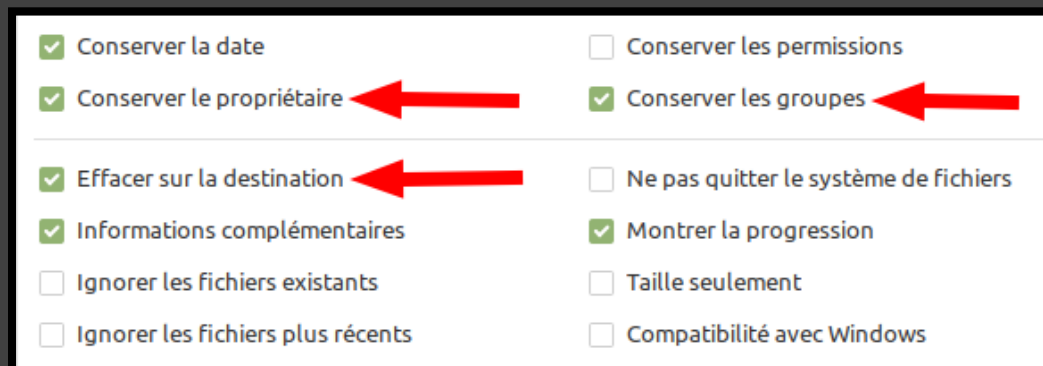 Conserver la date
Conserver les permissions
Conserver le propriétaire
Conserver les groupes
Effacer sur la destination
Ne pas quitter le système de fichiers
Informations complémentaires
Montrer la progression
Ignorer les fichiers existants
Taille seulement
Ignorer les fichiers plus récents
Compatibilité avec Windows